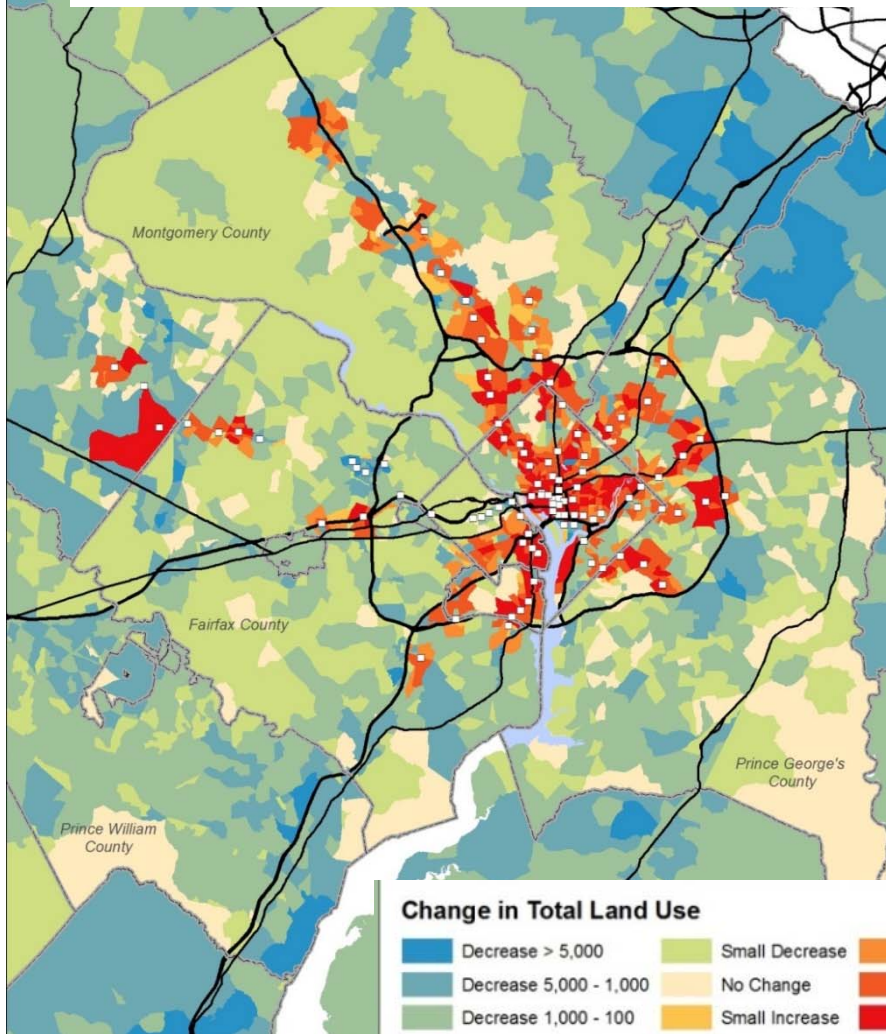 Montgomery County
Fairfax County
Prince George's
County
Prince William
County
Change in Total Land Use
Decrease > 5,000
Small Decrease
Decrease 5,000 - 1,000
No Change
Decrease 1,000 - 100
Small Increase